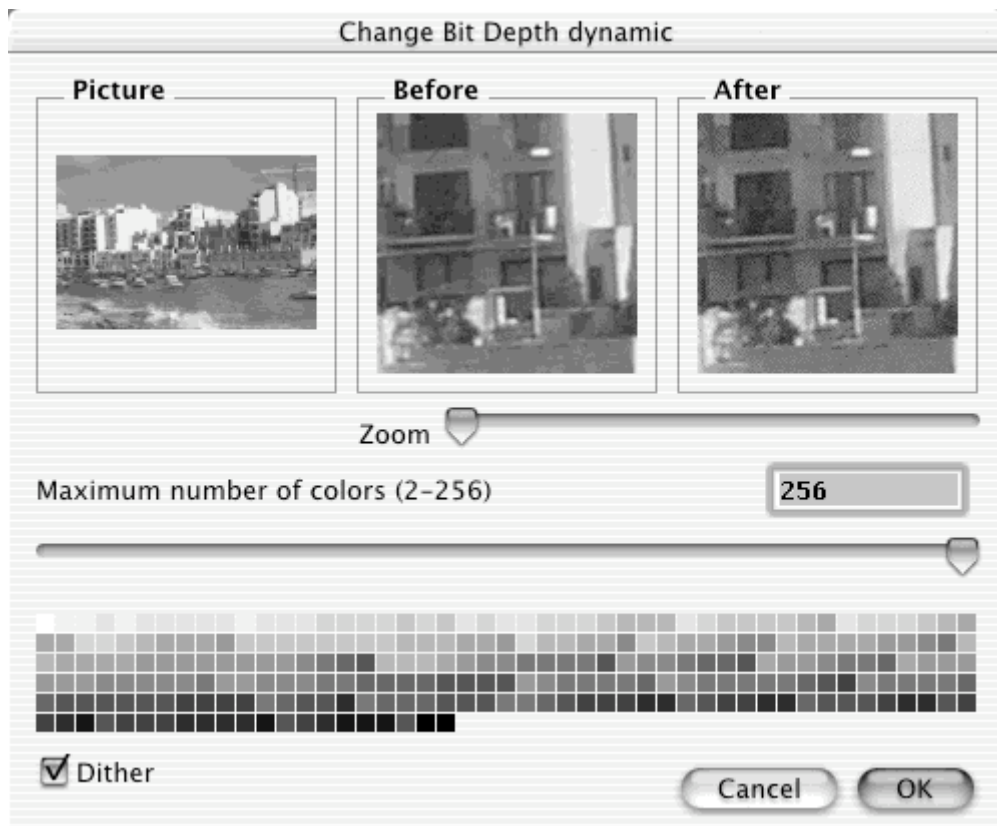 Change Bit Depth dynamic
Picture
Before
After
Zoom
Maximum number of colors (2-256)
256
Dither
Cancel
OK